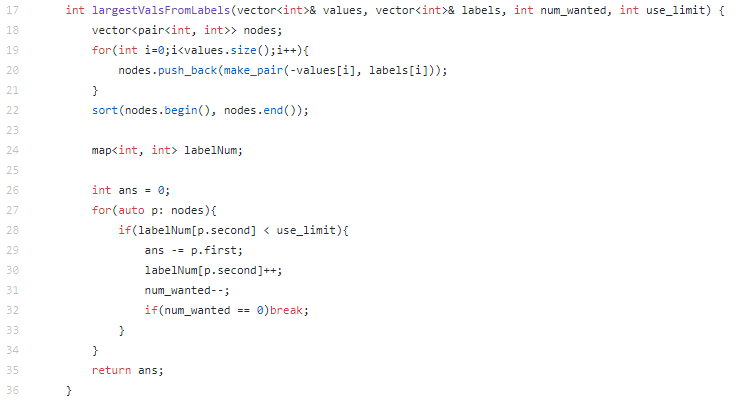 17 int largestValsFromLabels(vector<int>& values, vector<int>& labels, int num_wanted, int use_limit) {
18 vector<pair<int, int>> nodes;
19 for(int i=0;i<values.size();i++){
20 nodes.push_back(make_pair(-values[i], labels[i]));
21 }
22 sort(nodes.begin(), nodes.end());
23
24 map<int, int> labelNum;
25
26 int ans = 0;
27 for(auto p: nodes){
28 if(labelNum[p.second] < use_limit){
29 ans -= p.first;
30 labelNum[p.second]++;
31 num_wanted--;
32 if(num_wanted == 0)break;
33 }
34 }
35 return ans;
36 }